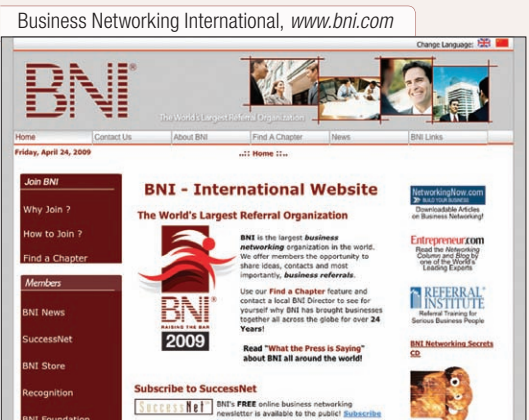 Business Networking International, www.bni.com
Change Language:
BNI®
The World's Largest Referral Organization
Home
Contact Us
About BNI
Find A Chapter
News
BNI Links
Friday, April 24, 2009
..:: Home ::..
Join BNI
Why Join ?
How to Join ?
Find a Chapter
Members
BNI News
SuccessNet
BNI Store
Recognition
BNI Foundation
BNI - International Website
The World's Largest Referral Organization
BNI®
RAISING THE BAR
2009
BNI is the largest business
networking organization in the world.
We offer members the opportunity to
share ideas, contacts and most
importantly, business referrals.
Use our Find a Chapter feature and
contact a local BNI Director to see for
yourself why BNI has brought businesses
together all across the globe for over 24
Years!
Read "What the Press is Saying"
about BNI all around the world!
Subscribe to SuccessNet
SuccessNet™
BNI's FREE online business networking
newsletter is available to the public! Subscribe
NetworkingNow.com
BUILD YOUR BUSINESS
Downloadable Articles
on Business Networking!
Entrepreneur.com
Read the Networking
Column and Blog by
one of the World's
Leading Experts
REFERRAL
INSTITUTE
Referral Training for
Serious Business People
BNI Networking Secrets
CD